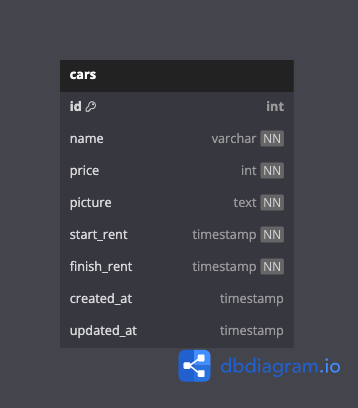 cars
id int
name varchar NN
price int NN
picture text NN
start_rent timestamp NN
finish_rent timestamp NN
created_at timestamp
updated_at timestamp
dbdiagram.io